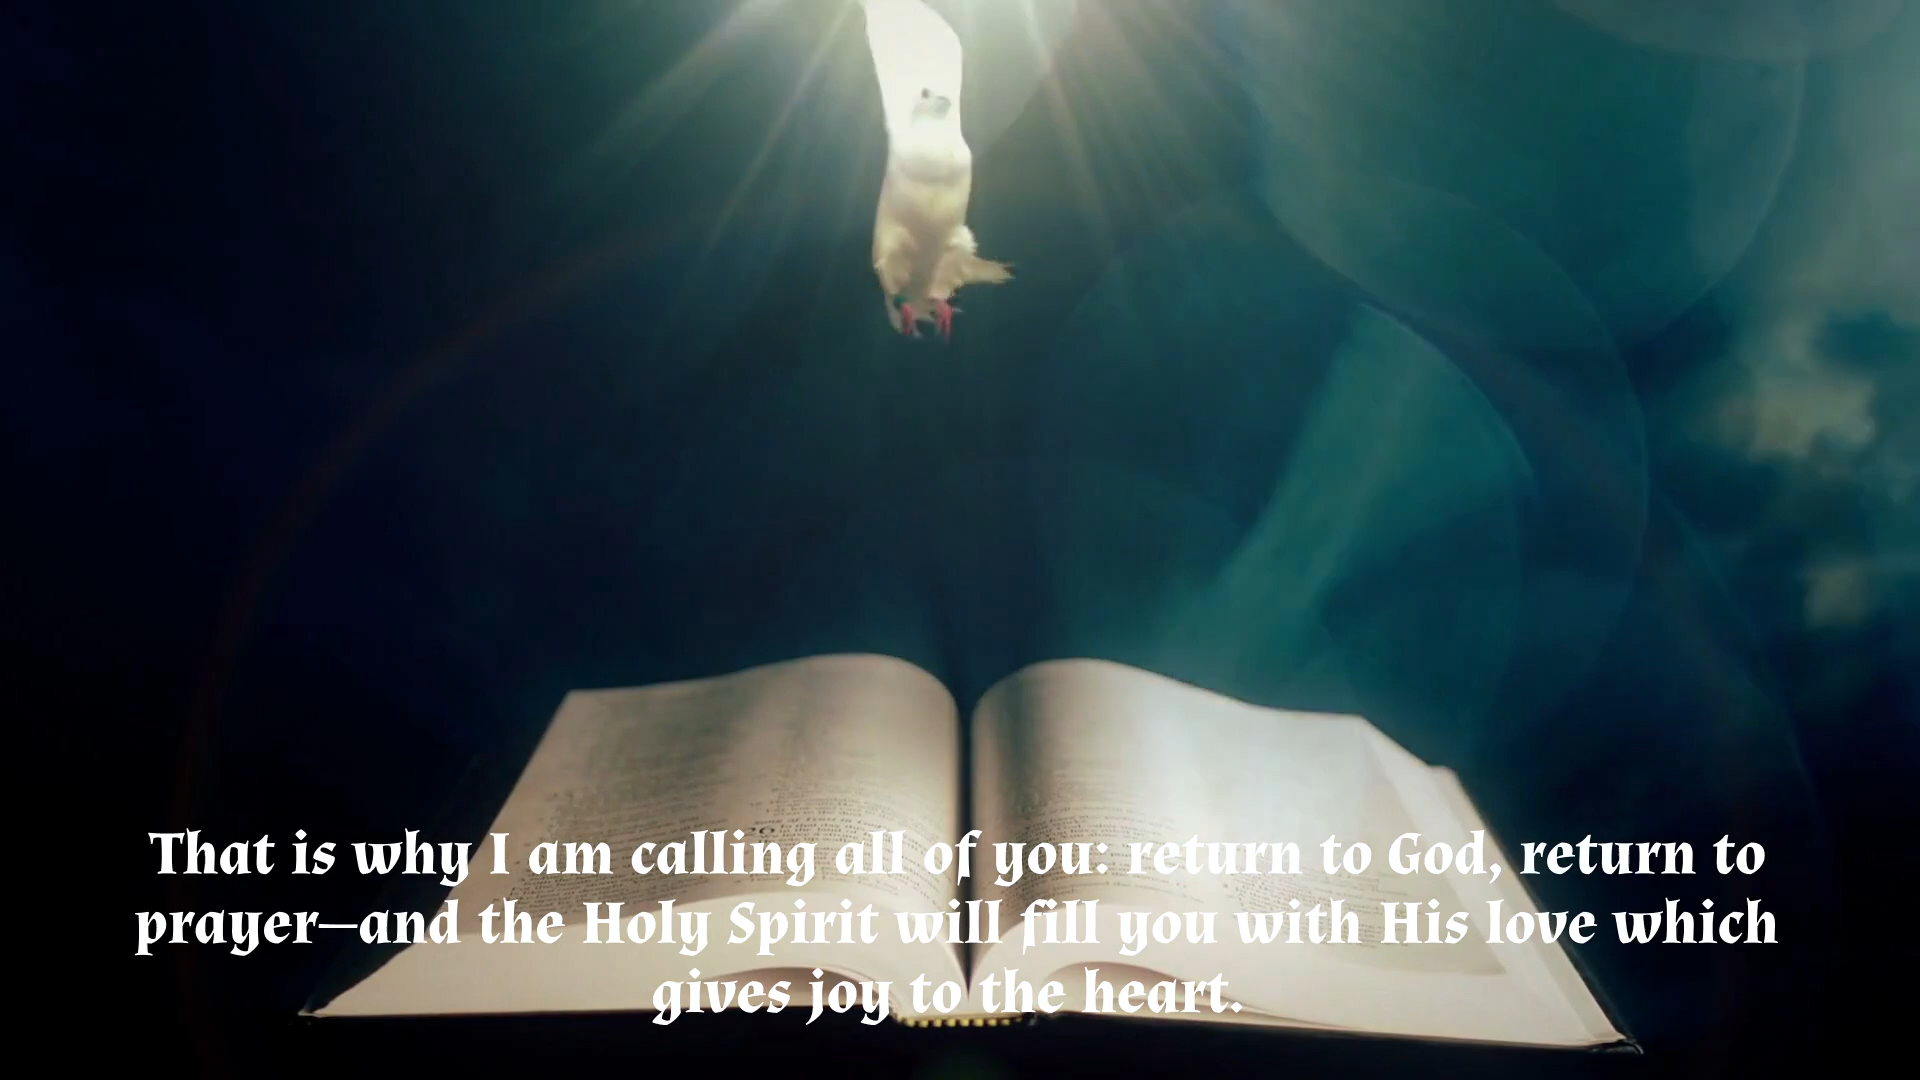 That is why I am calling all of you: return to God, return to
prayer—and the Holy Spirit will fill you with His love which
gives joy to the heart.